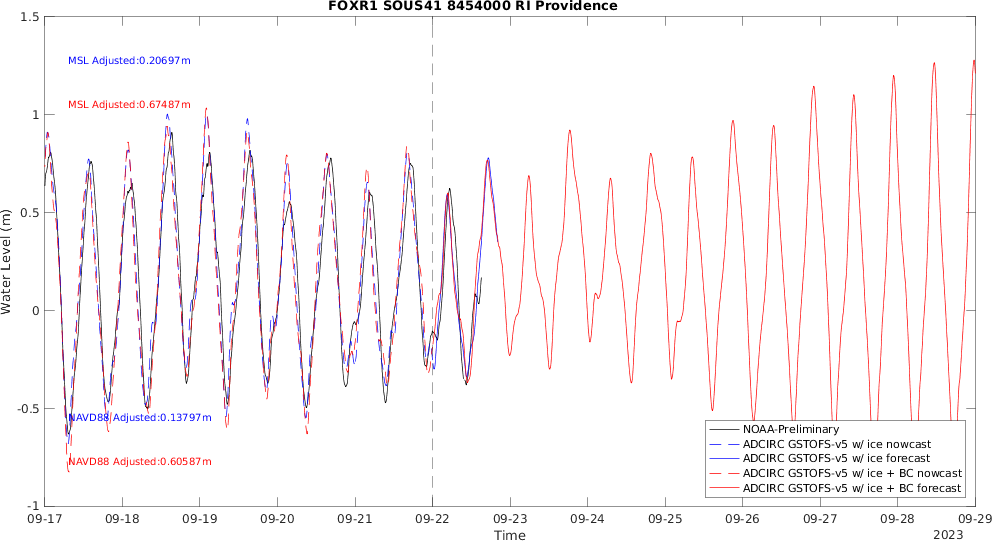 FOXR1 SOUS41 8454000 RI Providence
1.5
MSL Adjusted:0.20697m
MSL Adjusted:0.67487m
1
0.5
Water Level (m)
0
-0.5
NAVD88 Adjusted:0.13797m
NAVD88 Adjusted:0.60587m
-1
NOAA-Preliminary
ADCIRC GSTOFS-v5 w/ ice nowcast
ADCIRC GSTOFS-v5 w/ ice forecast
ADCIRC GSTOFS-v5 w/ ice + BC nowcast
ADCIRC GSTOFS-v5 w/ ice + BC forecast
09-17 09-18 09-19 09-20 09-21 09-22 09-23 09-24 09-25 09-26 09-27 09-28 09-29
Time
2023